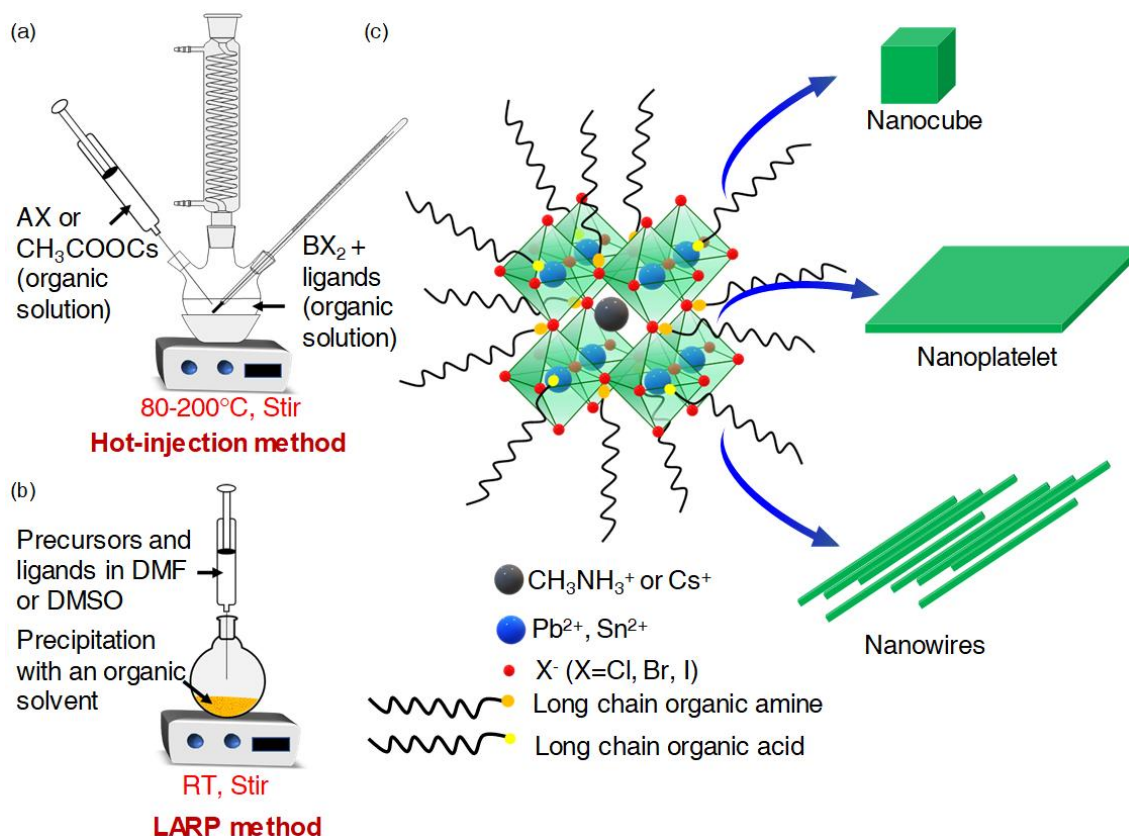 (a)
AX or
CH₃COOCs
(organic
solution)
BX₂ +
ligands
(organic
solution)
80-200°C, Stir
Hot-injection method
(b)
Precursors and
ligands in DMF
or DMSO
Precipitation
with an organic
solvent
RT, Stir
LARP method
(c)
Nanocube
Nanoplatelet
Nanowires
CH₃NH₃⁺ or Cs⁺
Pb²⁺, Sn²⁺
X⁻ (X=Cl, Br, I)
Long chain organic amine
Long chain organic acid